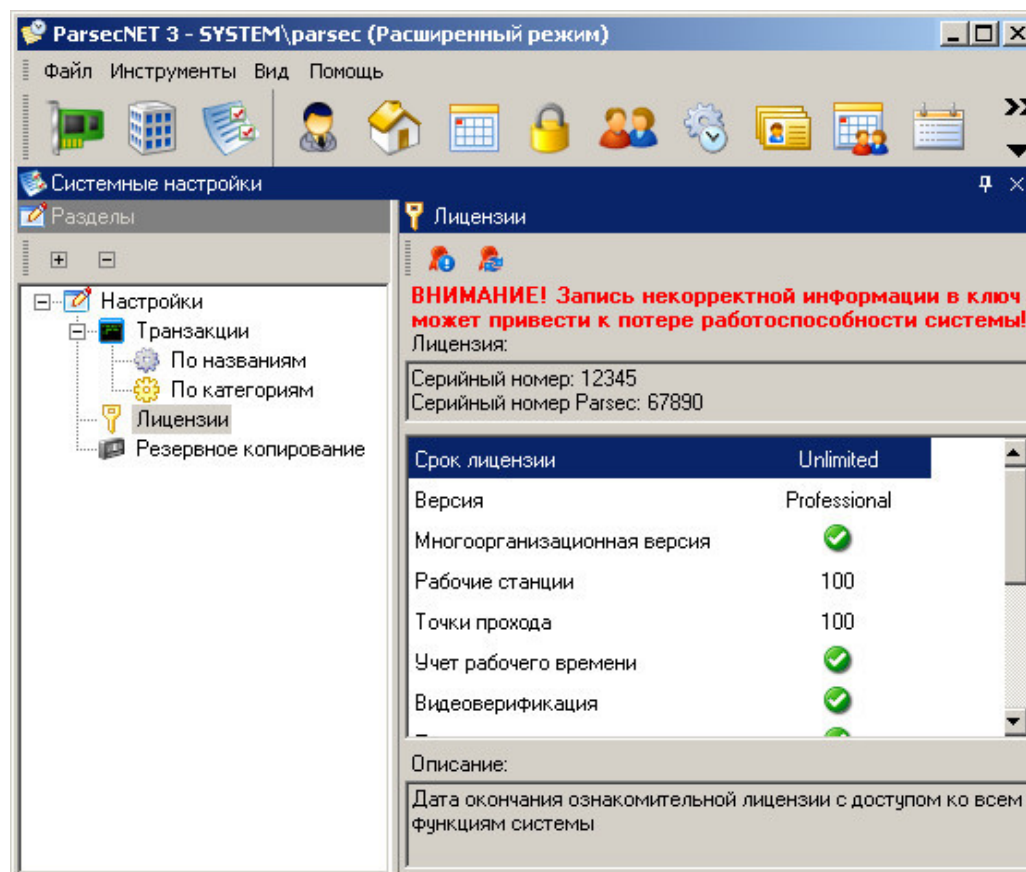 ParsecNET 3 - SYSTEM\parsec (Расширенный режим)
Файл Инструменты Вид Помощь
Системные настройки
Разделы
Лицензии
ВНИМАНИЕ! Запись некорректной информации в ключ
может привести к потере работоспособности системы!
Лицензия:
Серийный номер: 12345
Серийный номер Parsec: 67890
Настройки
Транзакции
По названиям
По категориям
Лицензии
Резервное копирование
Срок лицензии Unlimited
Версия Professional
Многоорганизационная версия
Рабочие станции 100
Точки прохода 100
Учет рабочего времени
Видеоверификация
Описание:
Дата окончания ознакомительной лицензии с доступом ко всем
функциям системы